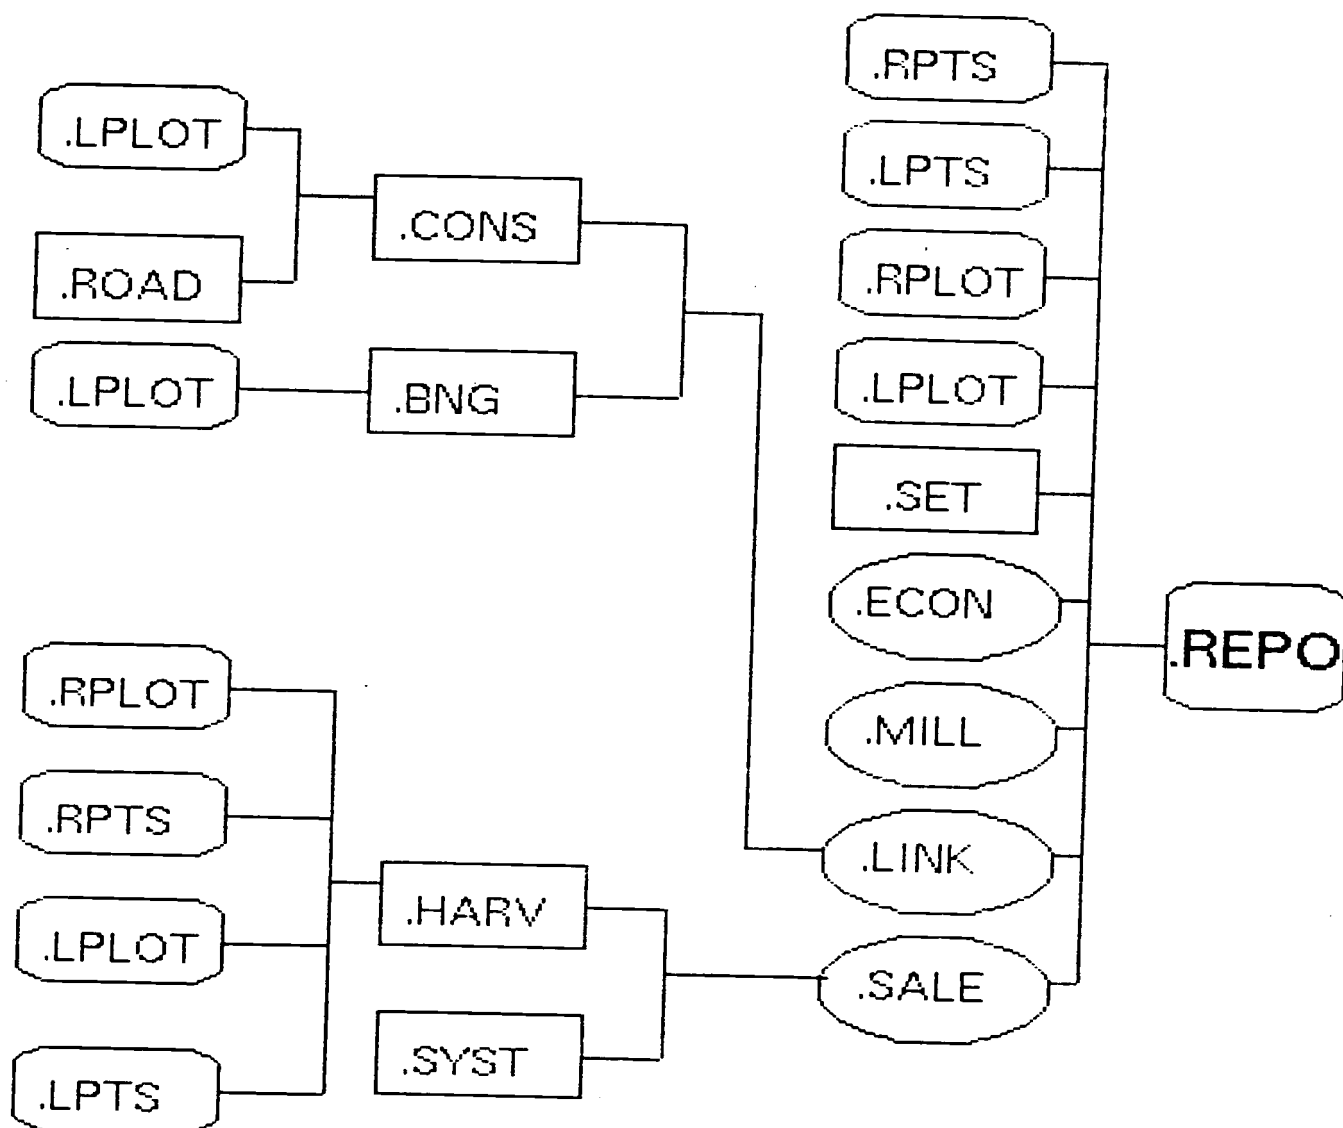 .RPTS
.LPLOT
.LPTS
.CONS
.ROAD
.RPLOT
.LPLOT
.BNG
.LPLOT
.SET
.ECON
.REPO
.RPLOT
.MILL
.RPTS
.LINK
.HARV
.LPLOT
.SALE
.SYST
.LPTS